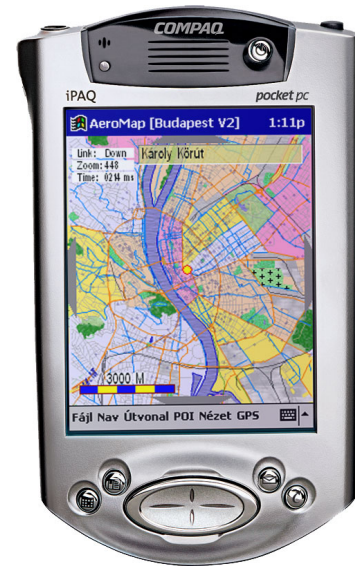 COMPAQ
iPAQ pocket pc
AeroMap [Budapest V2] 1:11p
Link: Down
Zoom: 448
Time: 0214 ms
Károly Körút
3000 M
Fájl Nav Útvonal POI Nézet GPS